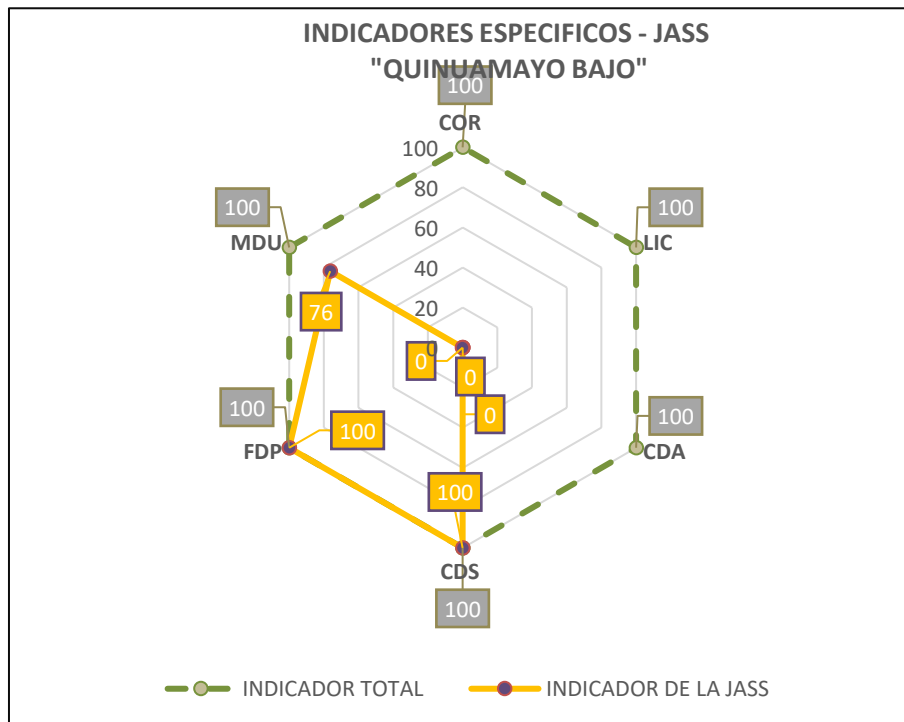 INDICADORES ESPECIFICOS - JASS
"QUINUAMAYO BAJO"
100
COR
100
80
60
40
20
0
100
MDU
100
LIC
76
0
0
0
100
FDP
100
100
CDA
100
CDS
100
INDICADOR TOTAL
INDICADOR DE LA JASS